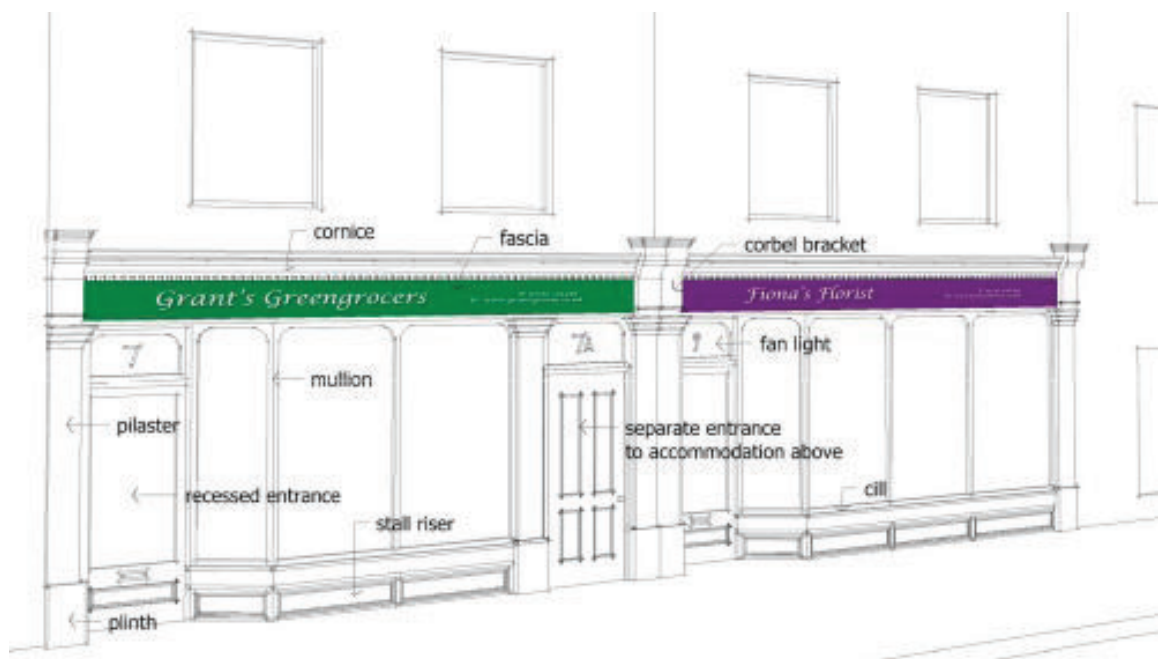 cornice
fascia
corbel bracket
Grant's Greengrocers
Fiona's Florist
7
7A
9
fan light
mullion
pilaster
separate entrance
to accommodation above
recessed entrance
cill
stall riser
plinth